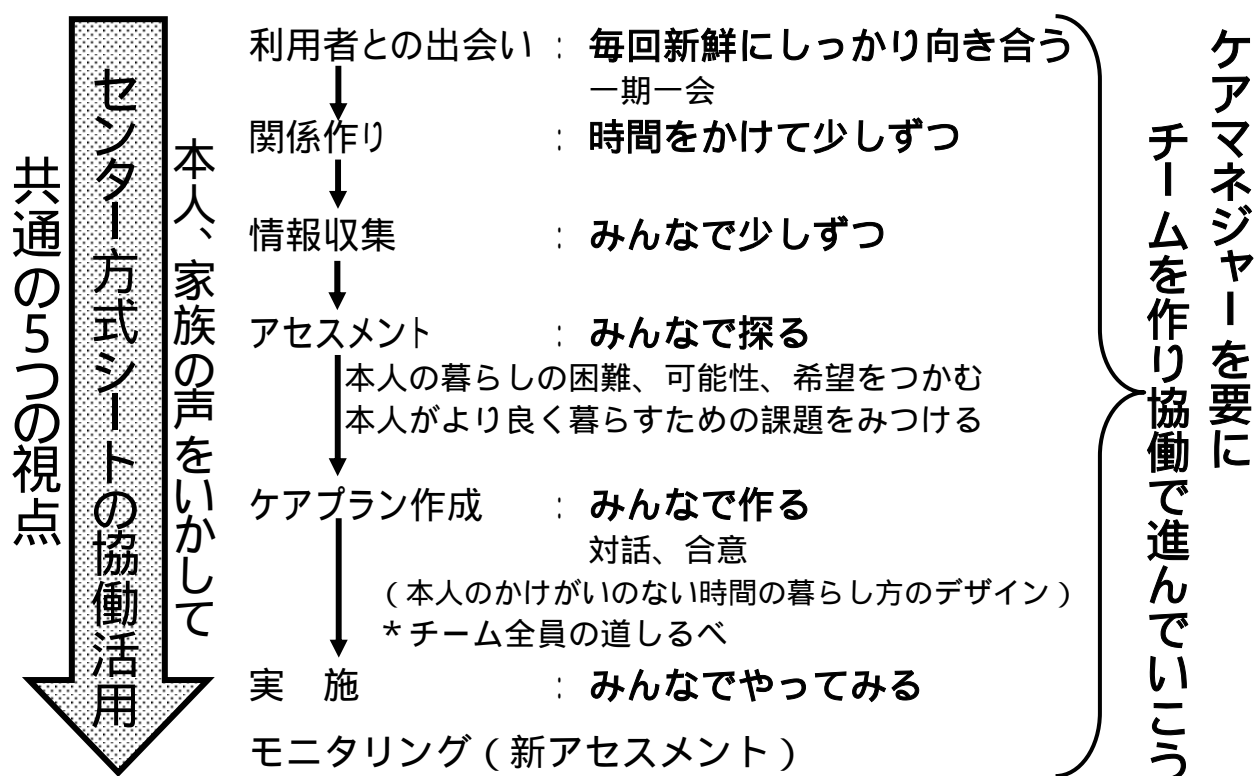 共通の5つの視点
センター方式シートの協働活用
本人、家族の声をいかして
利用者との出会い : 毎回新鮮にしっかり向き合う
一期一会
関係作り : 時間をかけて少しずつ
情報収集 : みんなで少しずつ
アセスメント : みんなで探る
本人の暮らしの困難、可能性、希望をつかむ
本人がより良く暮らすための課題をみつける
ケアプラン作成 : みんなで作る
対話、合意
(本人のかけがいのない時間の暮らし方のデザイン)
*チーム全員の道しるべ
実 施 : みんなでやってみる
モニタリング(新アセスメント)
ケアマネジャーを要に
チームを作り協働で進んでいこう